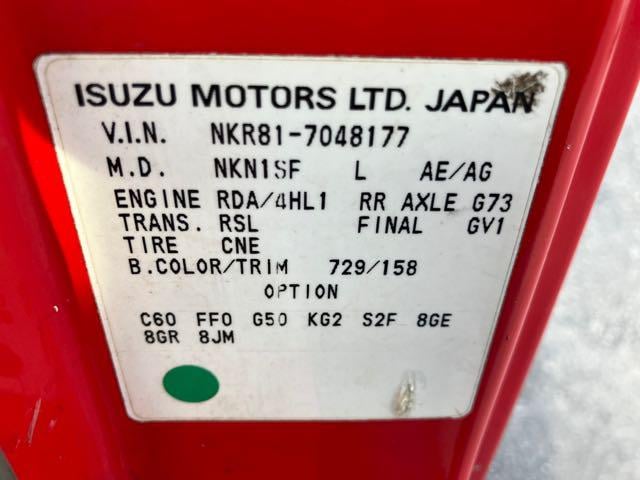 ISUZU MOTORS LTD. JAPAN
V.I.N. NKR81-7048177
M.D. NKN1SF L AE/AG
ENGINE RDA/4HL1 RR AXLE G73
TRANS. RSL FINAL GV1
TIRE CNE
B.COLOR/TRIM 729/158
OPTION
C60 FF0 G50 KG2 S2F 8GE
8GR 8JM